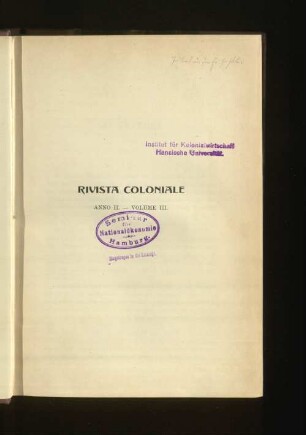 Institut für Kolonialwirtschaft
Hansische Universität.
RIVISTA COLONIALE
ANNO II. — VOLUME III.
Seminar
für
Nationalökonomie
Hamburg.